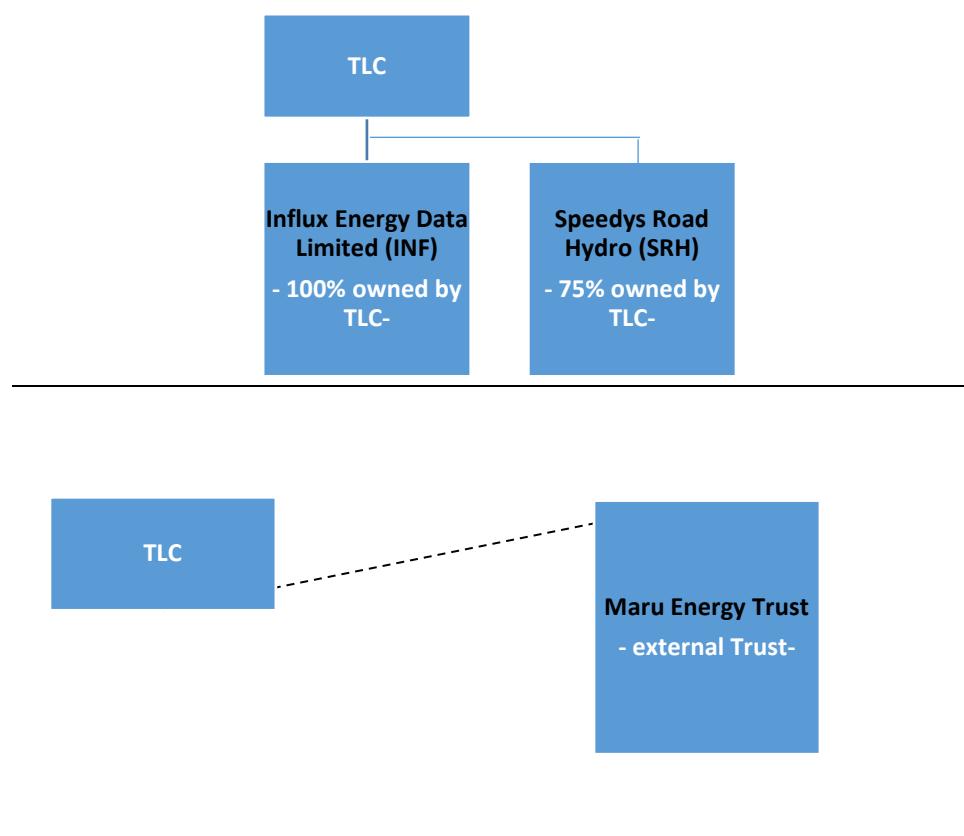 TLC
Influx Energy Data
Limited (INF)
- 100% owned by
TLC-
Speedys Road
Hydro (SRH)
- 75% owned by
TLC-
TLC
Maru Energy Trust
- external Trust-